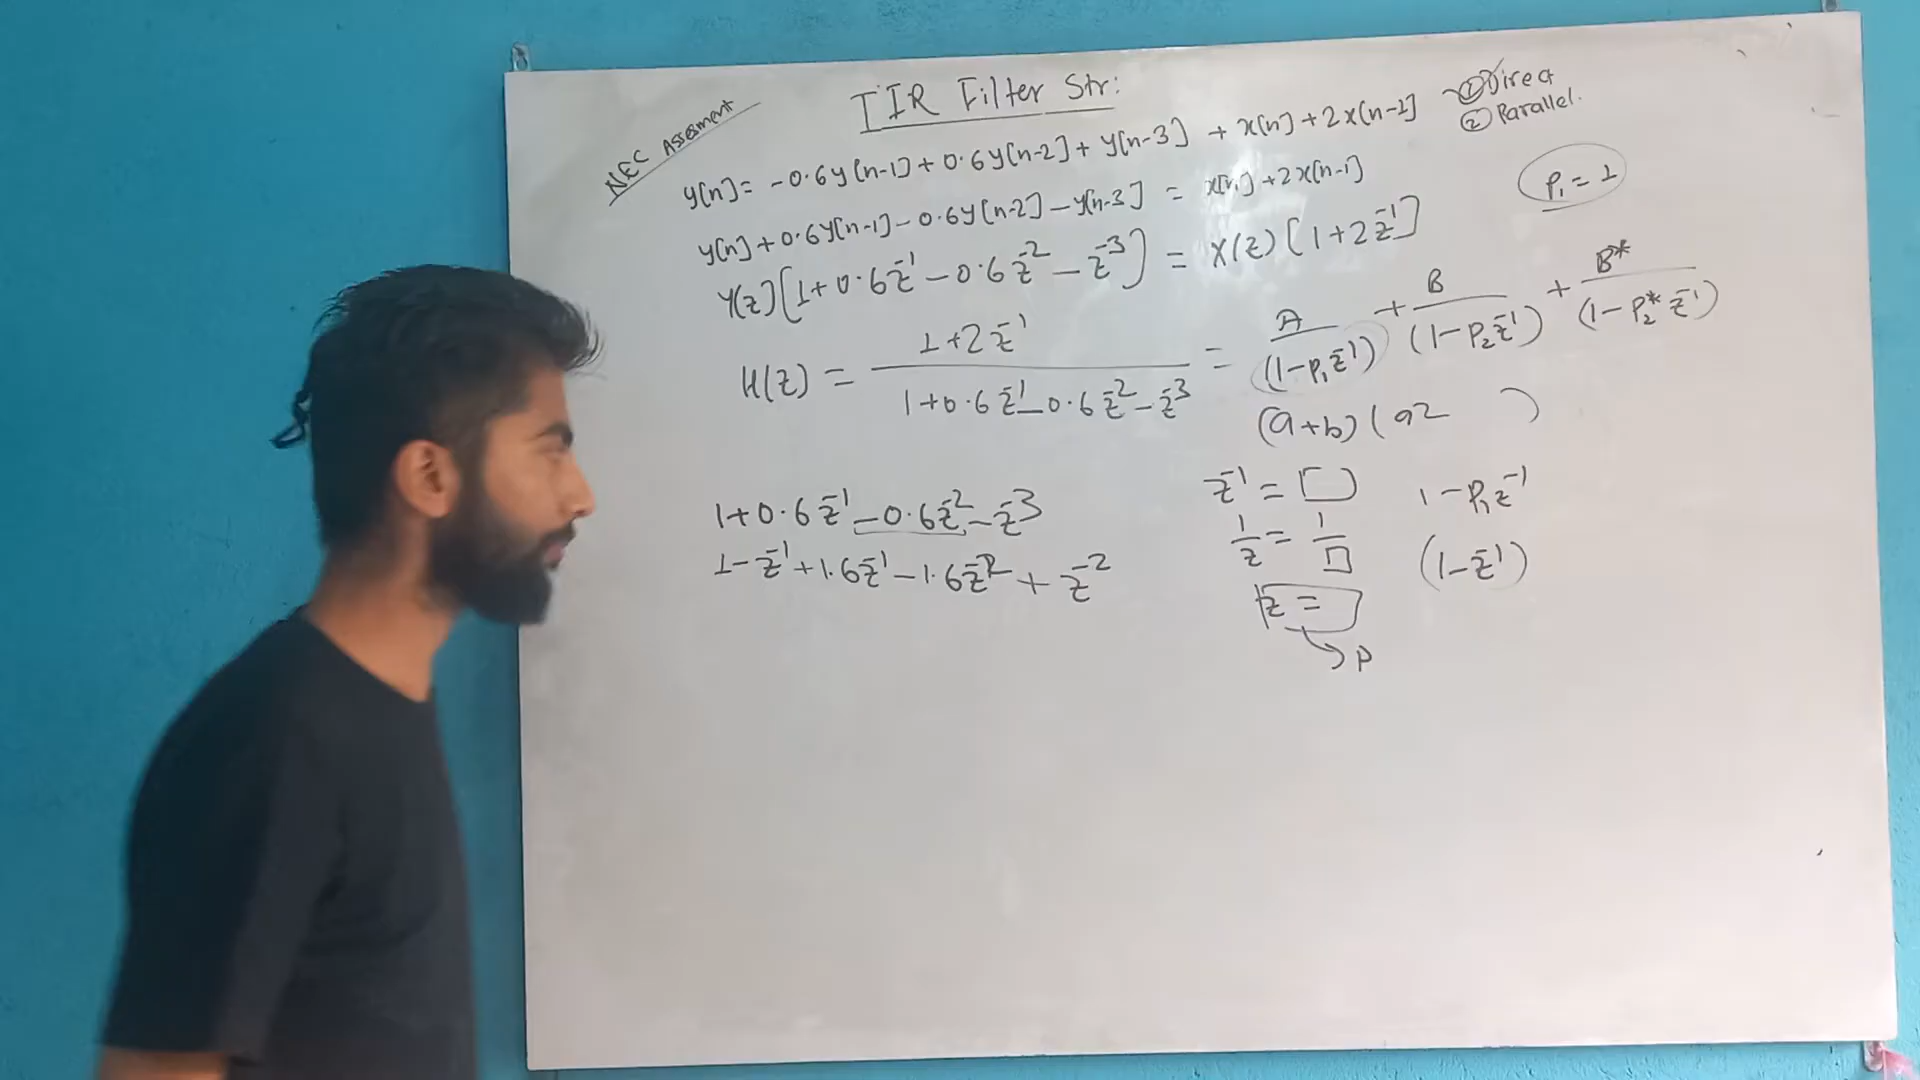 IIR Filter Str:
NEC Assesment
① Direct
② Parallel.
y[n] = -0.6y[n-1] + 0.6y[n-2] + y[n-3] + x[n] + 2x[n-1]
y[n] + 0.6y[n-1] - 0.6y[n-2] - y[n-3] = x[n] + 2x[n-1]
P₁ = 1
Y(z)[1 + 0.6z⁻¹ - 0.6z⁻² - z⁻³] = X(z)[1 + 2z⁻¹]
H(z) = (1 + 2z⁻¹) / (1 + 0.6z⁻¹ - 0.6z⁻² - z⁻³) = A / (1 - P₁z⁻¹) + B / (1 - P₂z⁻¹) + B* / (1 - P₂*z⁻¹)
(a+b)(a2 )
1 + 0.6z⁻¹ - 0.6z⁻² - z⁻³
1 - z⁻¹ + 1.6z⁻¹ - 1.6z⁻² + z⁻²
z⁻¹ = □
1/z = 1/□
z =
P
1 - P₁z⁻¹
(1 - z⁻¹)